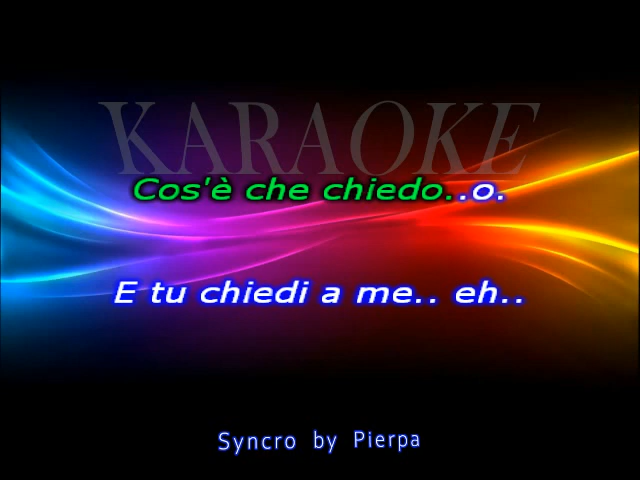 KARAOKE
Cos'è che chiedo..o.
E tu chiedi a me.. eh..
Syncro by Pierpa